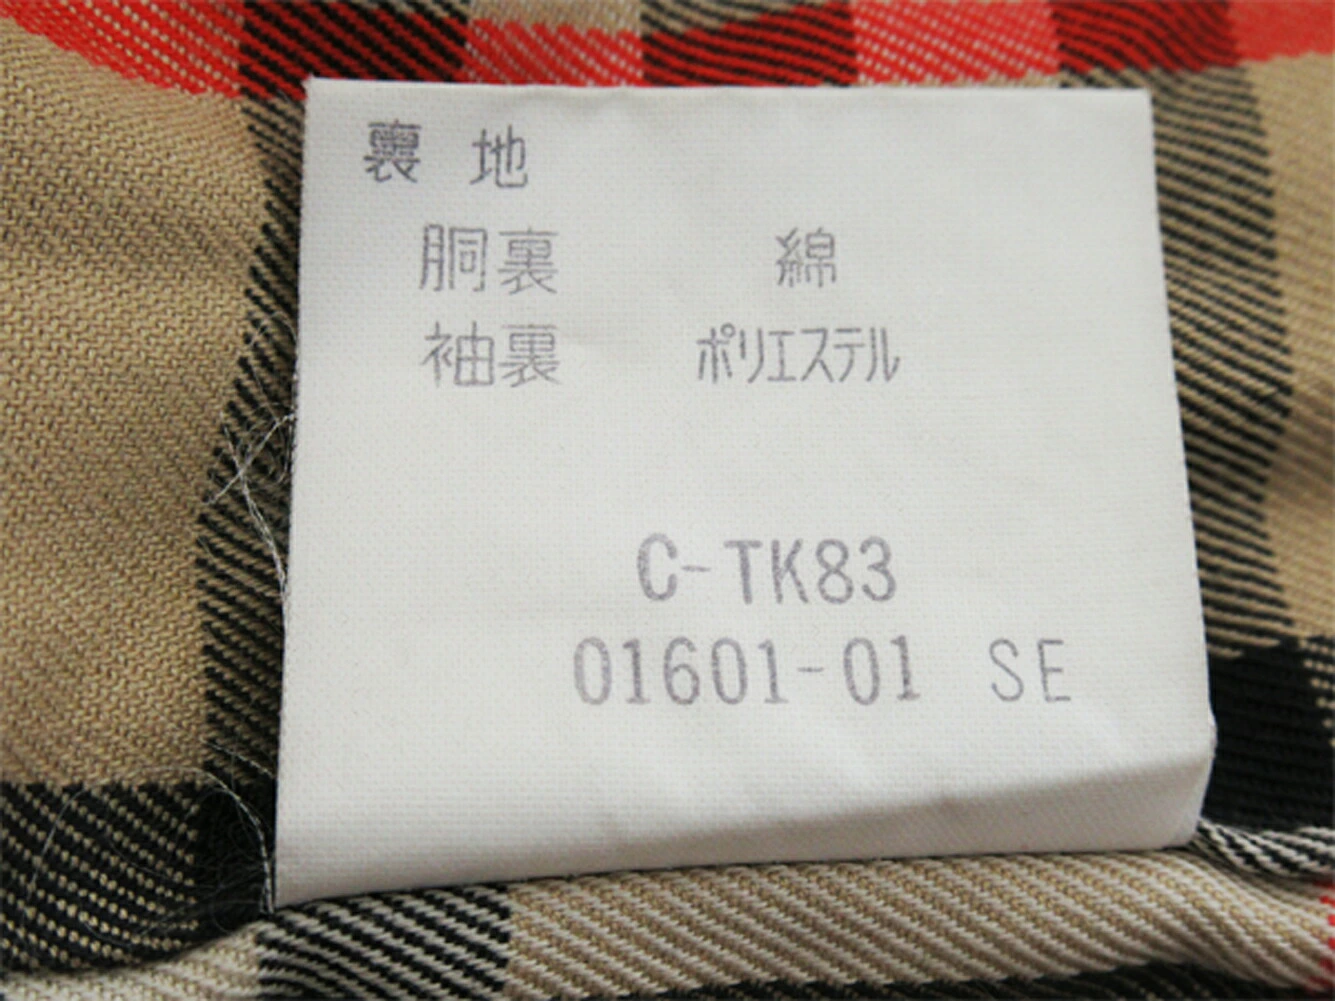 裏 地
胴裏 綿
袖裏 ポリエステル
C-TK83
01601-01 SE